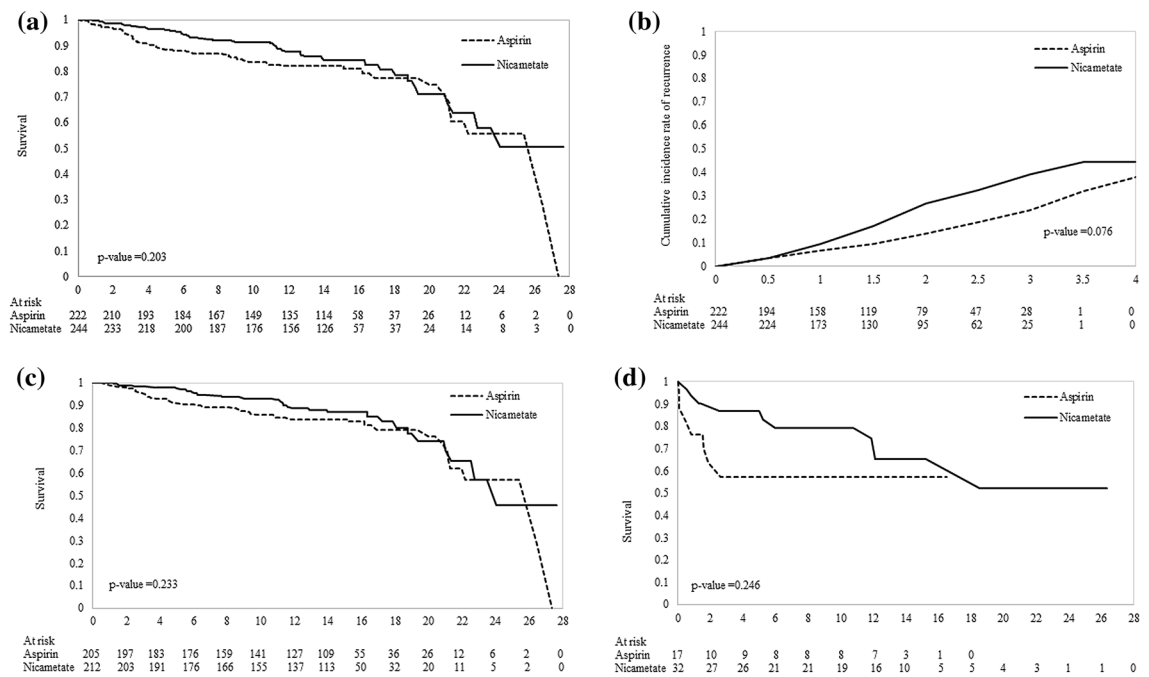 (a)
1
0.9
0.8
0.7
0.6
0.5
0.4
0.3
0.2
0.1
0
Survival
Aspirin
Nicametate
p-value =0.203
0 2 4 6 8 10 12 14 16 18 20 22 24 26 28
At risk
Aspirin 222 210 193 184 167 149 135 114 58 37 26 12 6 2 0
Nicametate 244 233 218 200 187 176 156 126 57 37 24 14 8 3 0
(b)
1
0.9
0.8
0.7
0.6
0.5
0.4
0.3
0.2
0.1
0
Cumulative incidence rate of recurrence
Aspirin
Nicametate
p-value =0.076
0 0.5 1 1.5 2 2.5 3 3.5 4
At risk
Aspirin 222 194 158 119 79 47 28 1 0
Nicametate 244 224 173 130 95 62 25 1 0
(c)
1
0.9
0.8
0.7
0.6
0.5
0.4
0.3
0.2
0.1
0
Survival
Aspirin
Nicametate
p-value =0.233
0 2 4 6 8 10 12 14 16 18 20 22 24 26 28
At risk
Aspirin 205 197 183 176 159 141 127 109 55 36 26 12 6 2 0
Nicametate 212 203 191 176 166 155 137 113 50 32 20 11 5 2 0
(d)
1
0.9
0.8
0.7
0.6
0.5
0.4
0.3
0.2
0.1
0
Survival
Aspirin
Nicametate
p-value =0.246
0 2 4 6 8 10 12 14 16 18 20 22 24 26 28
At risk
Aspirin 17 10 9 8 8 8 7 3 1 0
Nicametate 32 27 26 21 21 19 16 10 5 5 4 3 1 1 0